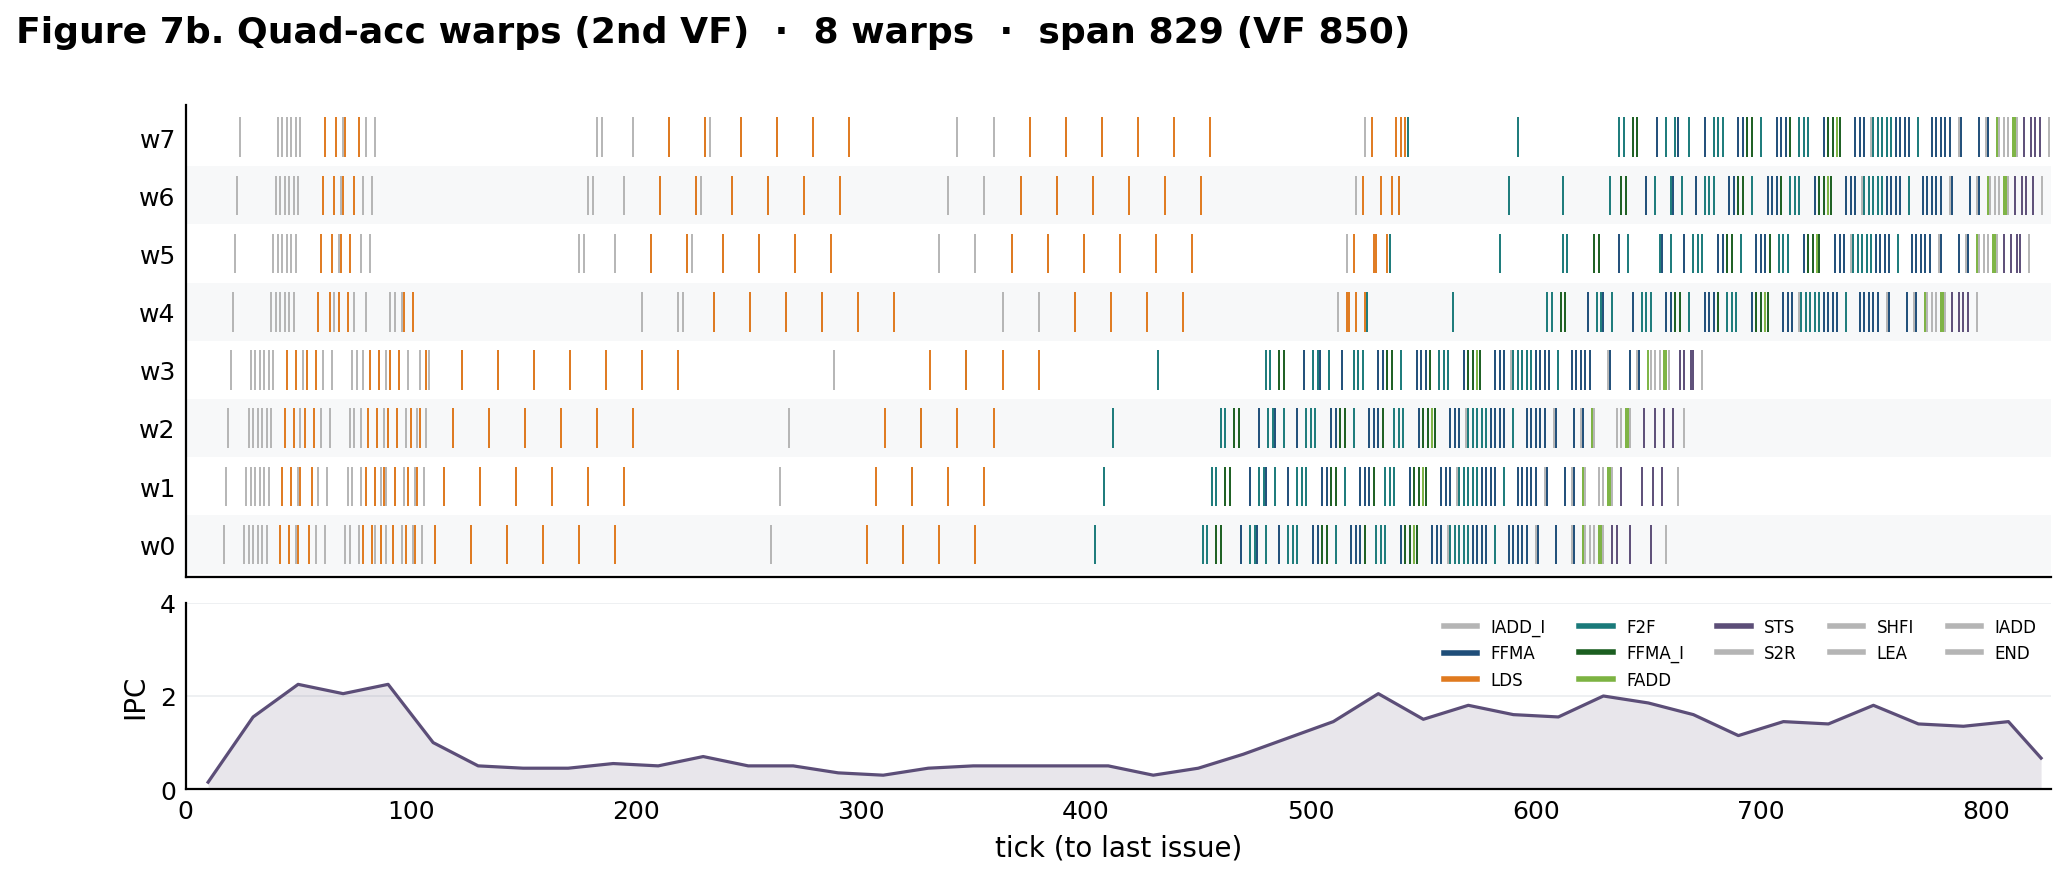 Figure 7b. Quad-acc warps (2nd VF) · 8 warps · span 829 (VF 850)
w7
w6
w5
w4
w3
w2
w1
w0
4
2
0
IPC
IADD_I F2F STS SHFI IADD
FFMA FFMA_I S2R LEA END
LDS FADD
0 100 200 300 400 500 600 700 800
tick (to last issue)